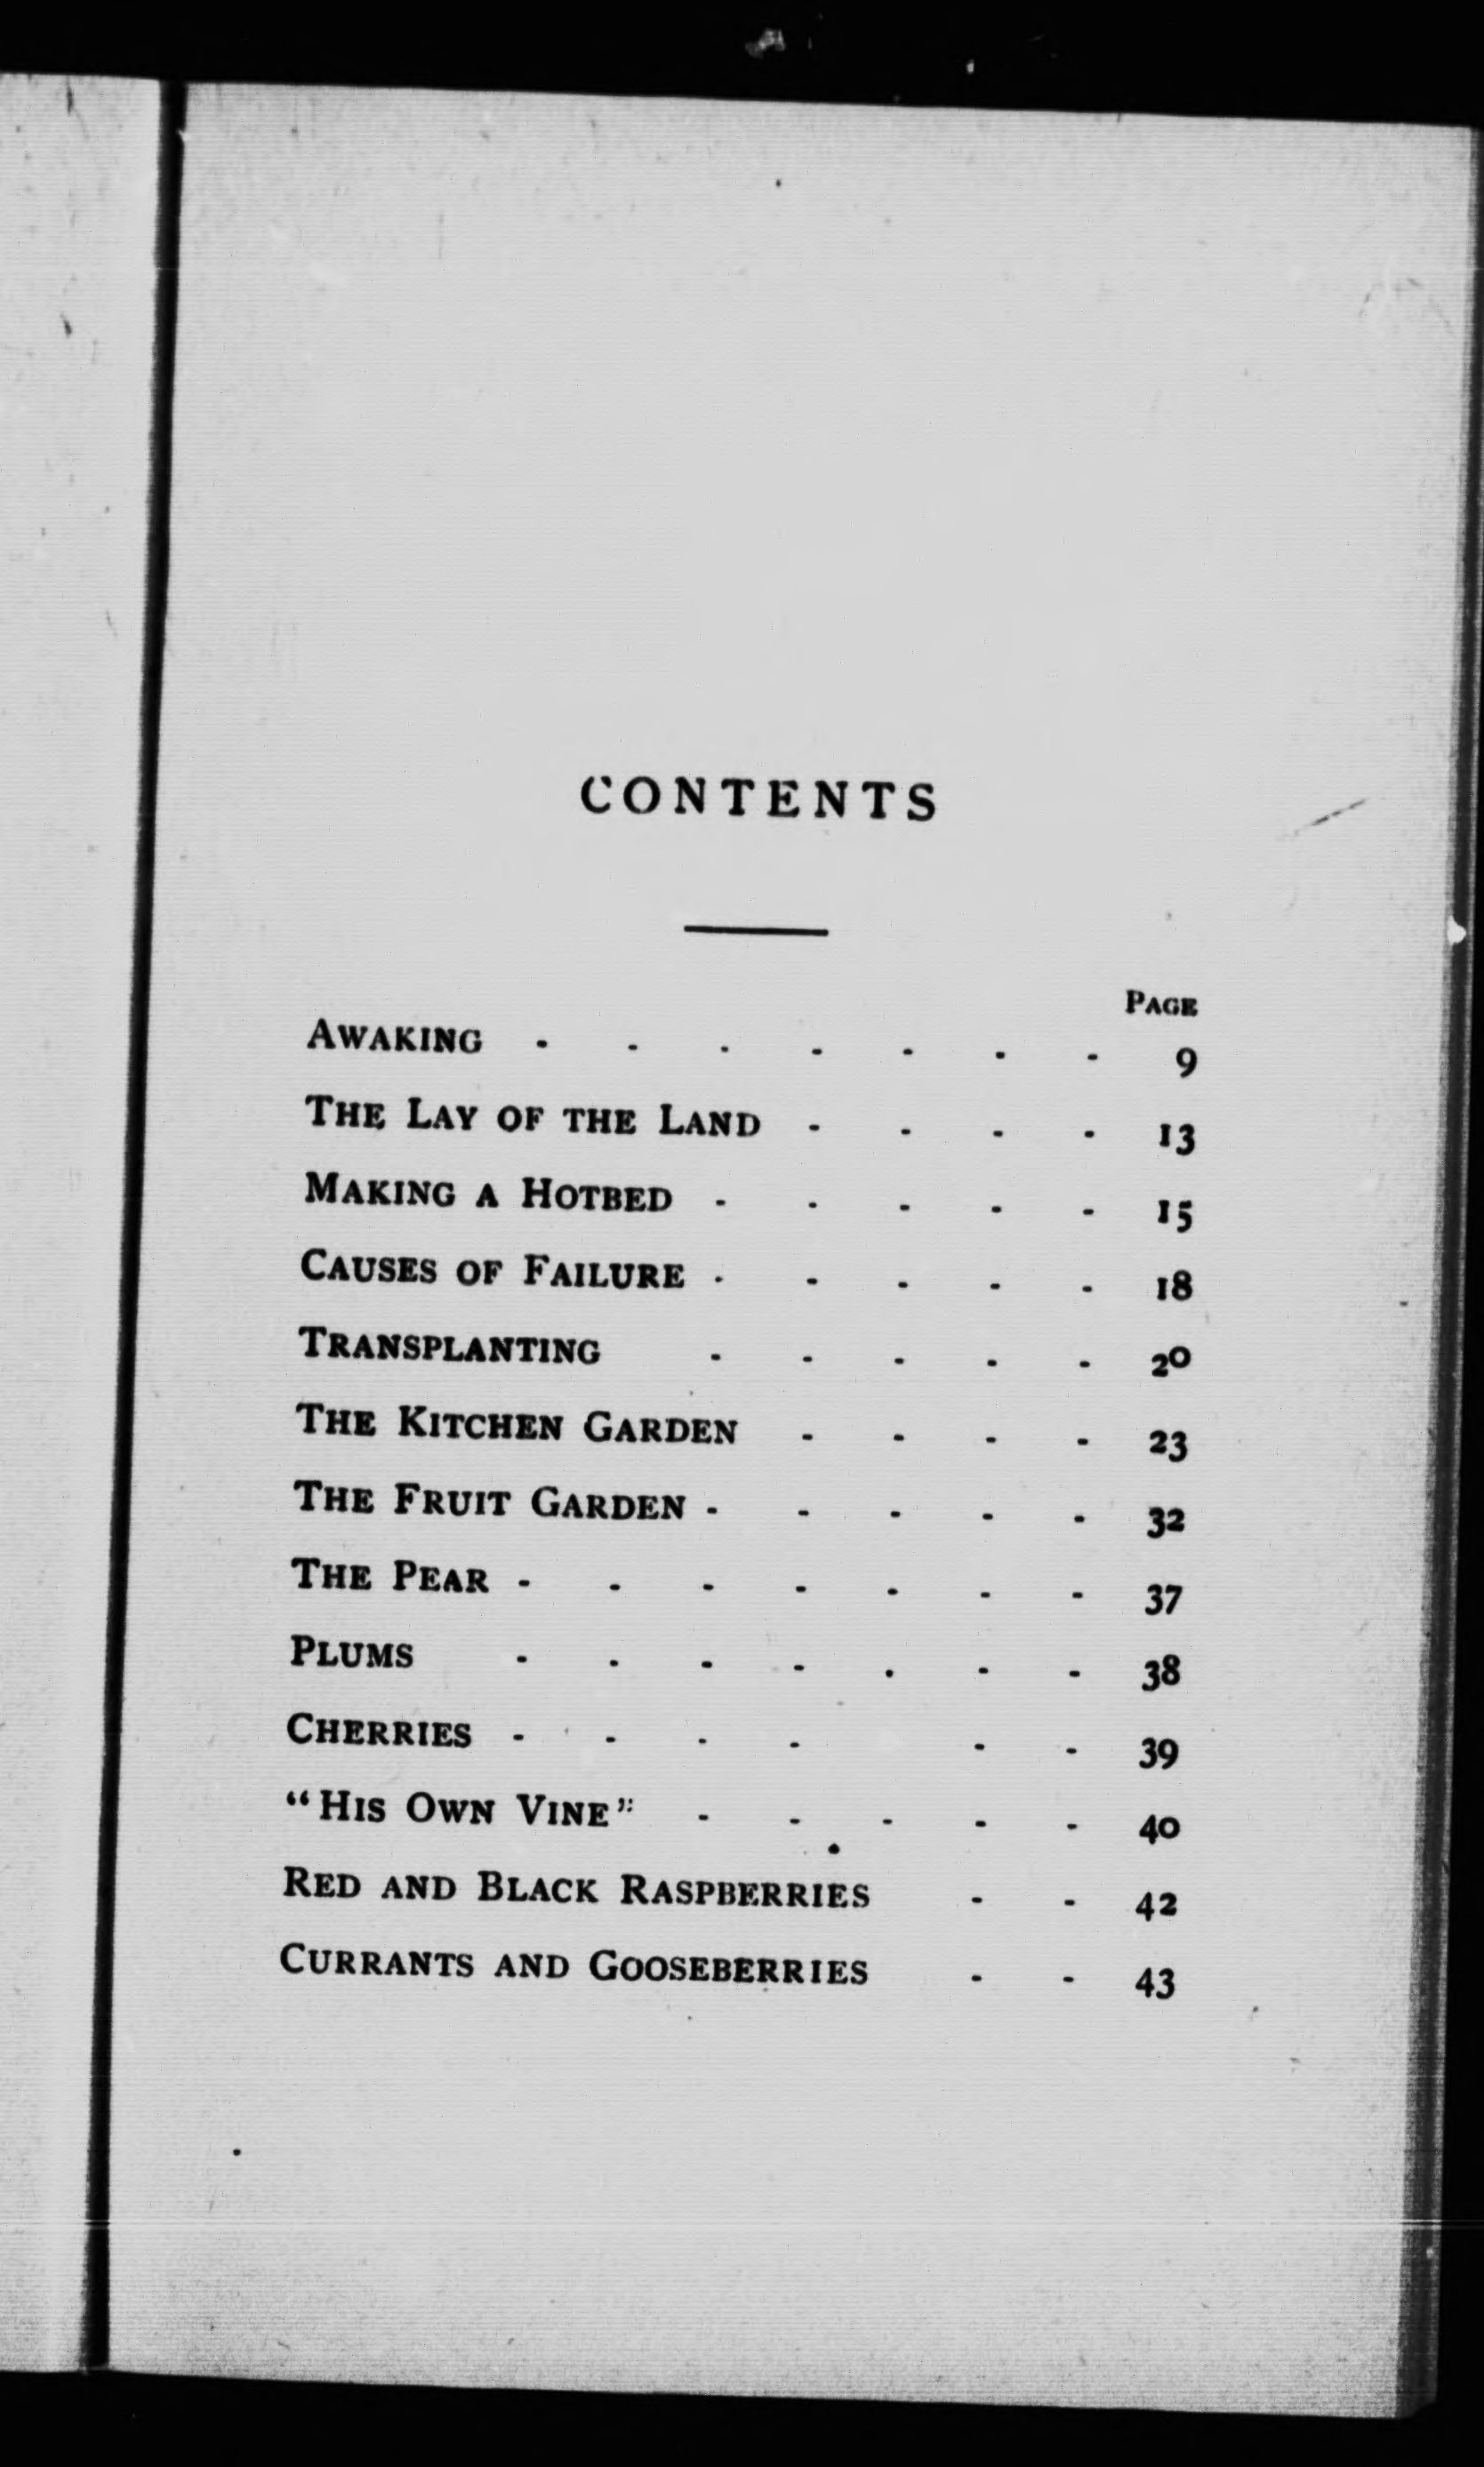 CONTENTS
PAGE
AWAKING - - - - - - - 9
THE LAY OF THE LAND - - - - 13
MAKING A HOTBED - - - - - 15
CAUSES OF FAILURE - - - - - 18
TRANSPLANTING - - - - - 20
THE KITCHEN GARDEN - - - - 23
THE FRUIT GARDEN - - - - - 32
THE PEAR - - - - - - - 37
PLUMS - - - - - - - 38
CHERRIES - - - - - - 39
"HIS OWN VINE" - - - - - 40
RED AND BLACK RASPBERRIES - - 42
CURRANTS AND GOOSEBERRIES - - 43